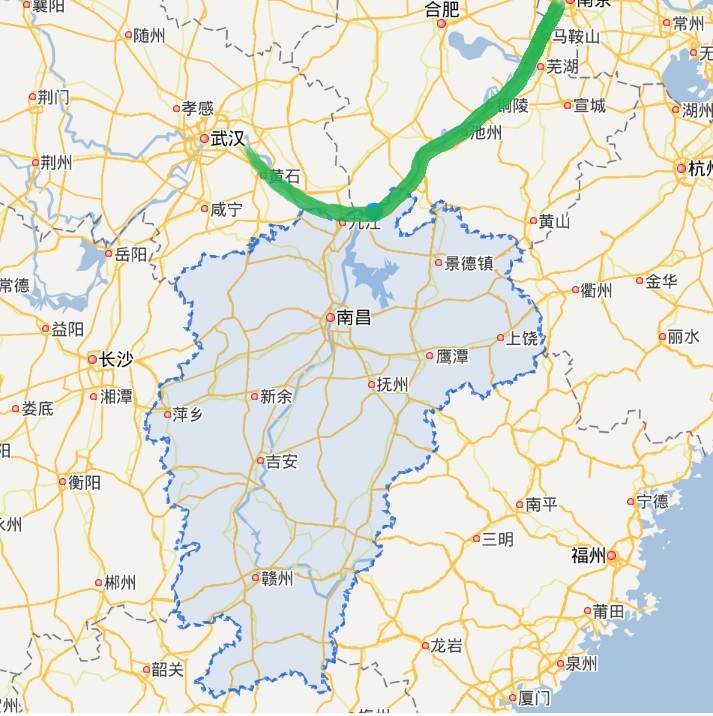 襄阳
合肥
南京
随州
马鞍山
常州
芜湖
荆门
孝感
铜陵
宣城
湖州
武汉
池州
荆州
黄石
杭州
咸宁
九江
黄山
岳阳
景德镇
常德
衢州
金华
南昌
益阳
上饶
丽水
长沙
鹰潭
湘潭
新余
抚州
娄底
萍乡
吉安
衡阳
南平
宁德
永州
三明
福州
郴州
赣州
莆田
龙岩
韶关
泉州
厦门